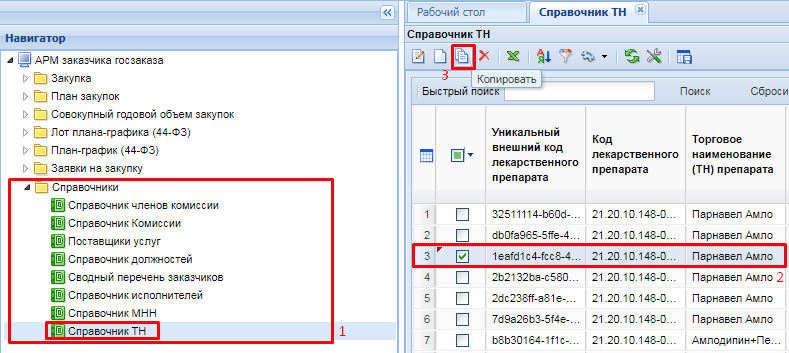 Рабочий стол
Справочник ТН
Навигатор
АРМ заказчика госзаказа
Закупка
План закупок
Совокупный годовой объем закупок
Лот плана-графика (44-ФЗ)
План-график (44-ФЗ)
Заявки на закупку
Справочники
Справочник членов комиссии
Справочник Комиссии
Поставщики услуг
Справочник должностей
Сводный перечень заказчиков
Справочник исполнителей
Справочник МНН
Справочник ТН
1
Справочник ТН
3
Копировать
Быстрый поиск
Поиск
Сброси
Уникальный внешний код лекарственного препарата
Код лекарственного препарата
Торговое наименование (ТН) препарата
1 32511114-b60d-... 21.20.10.148-0... Парнавел Амло
2 db0fa965-5ffe-4... 21.20.10.148-0... Парнавел Амло
3 1eafd1c4-fcc8-4... 21.20.10.148-0... Парнавел Амло
4 2b2132ba-c580... 21.20.10.148-0... Парнавел Амло
2
5 2dc238ff-a81e-... 21.20.10.148-0... Парнавел Амло
6 7d9a26b3-5f4e-... 21.20.10.148-0... Парнавел Амло
7 b8b30164-1f1c-... 21.20.10.148-0... Амлодипин+Пе...